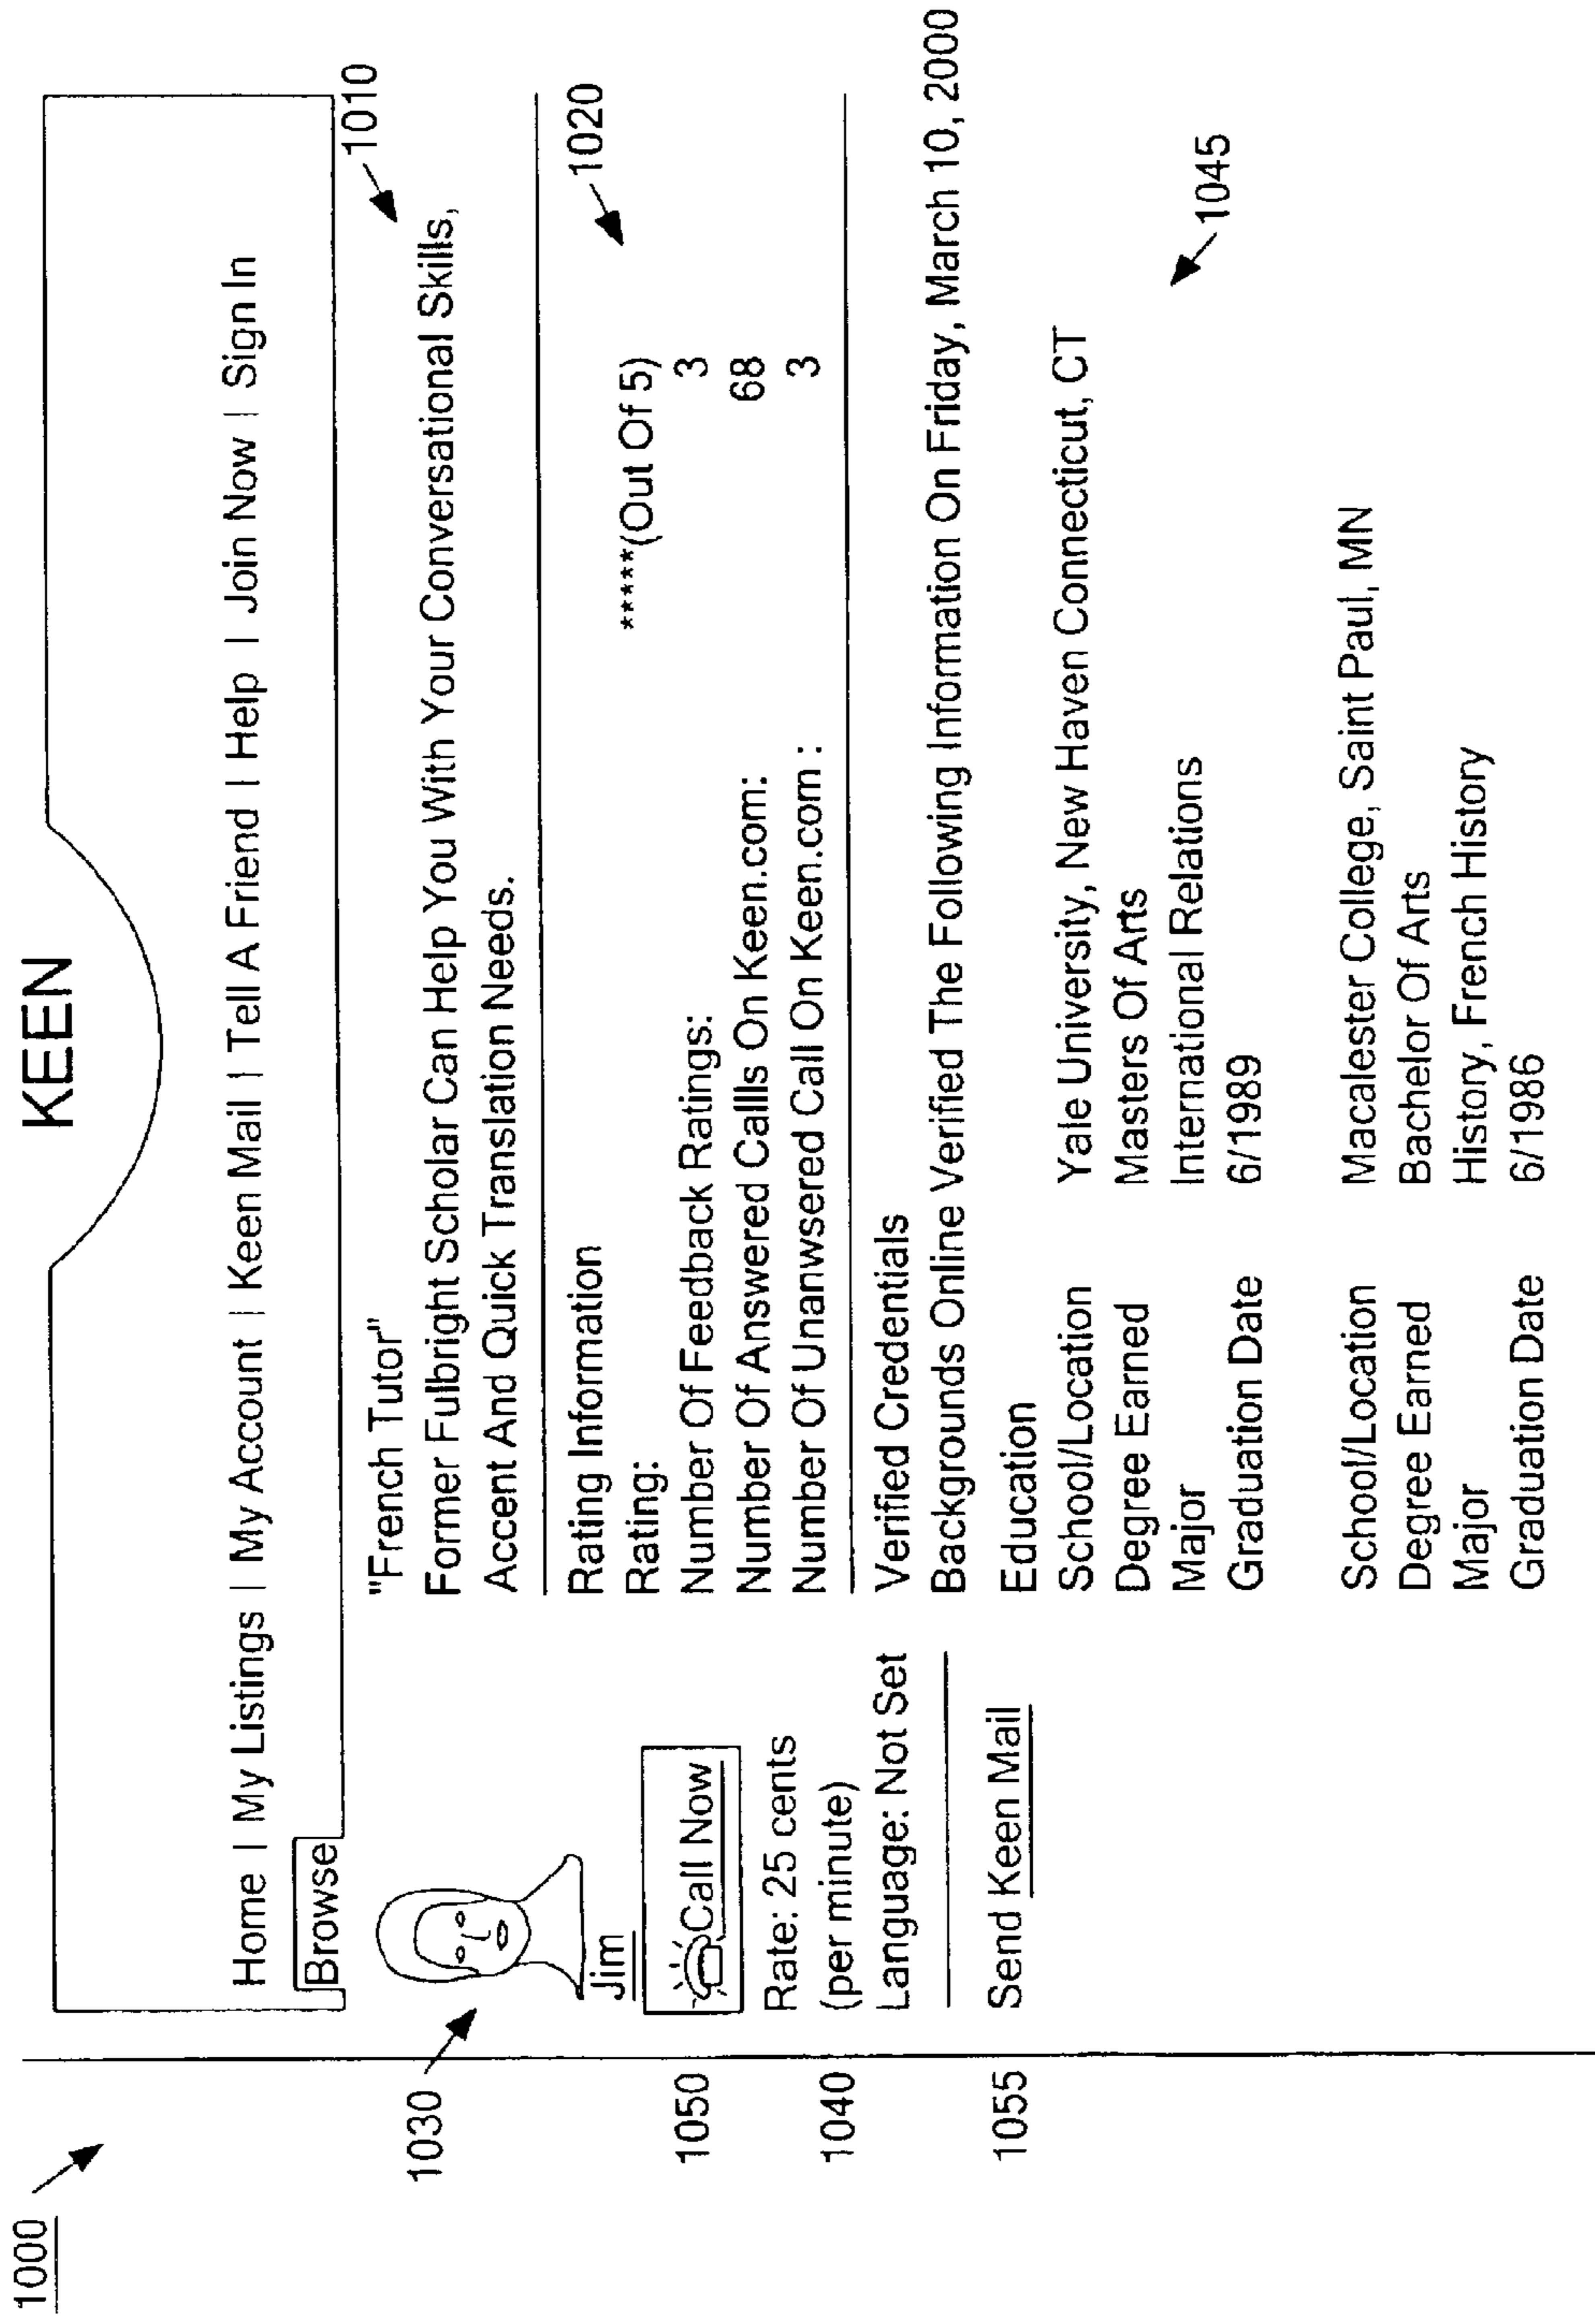 1000
KEEN
Home | My Listings | My Account | Keen Mail | Tell A Friend | Help | Join Now | Sign In
Browse
1010
1030
Jim
1050
Call Now
Rate: 25 cents
1040
(per minute)
Language: Not Set
1055
Send Keen Mail
"French Tutor"
Former Fulbright Scholar Can Help You With Your Conversational Skills,
Accent And Quick Translation Needs.
Rating Information
1020
Rating: *****(Out Of 5)
Number Of Feedback Ratings: 3
Number Of Answered Callls On Keen.com: 68
Number Of Unanwsered Call On Keen.com : 3
Verified Credentials
Backgrounds Online Verified The Following Information On Friday, March 10, 2000
Education
School/Location Yale University, New Haven Connecticut, CT
Degree Earned Masters Of Arts
Major International Relations
1045
Graduation Date 6/1989
School/Location Macalester College, Saint Paul, MN
Degree Earned Bachelor Of Arts
Major History, French History
Graduation Date 6/1986